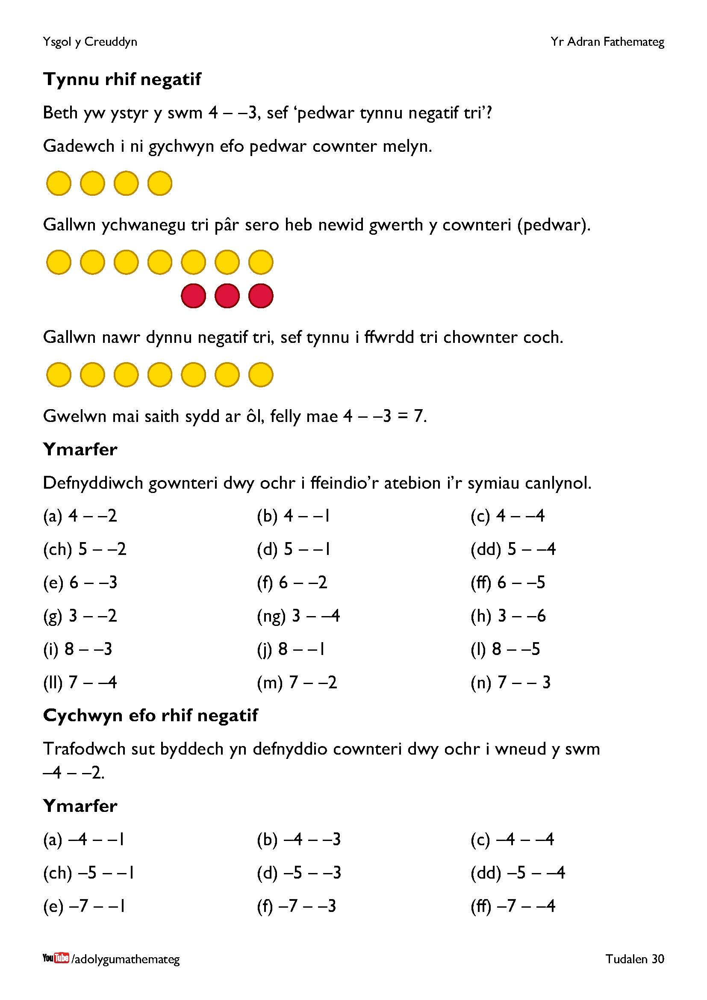 Ysgol y Creuddyn Yr Adran Fathemateg
Tynnu rhif negatif
Beth yw ystyr y swm 4 – –3, sef ‘pedwar tynnu negatif tri’?
Gadewch i ni gychwyn efo pedwar cownter melyn.
Gallwn ychwanegu tri pâr sero heb newid gwerth y cownteri (pedwar).
Gallwn nawr dynnu negatif tri, sef tynnu i ffwrdd tri chownter coch.
Gwelwn mai saith sydd ar ôl, felly mae 4 – –3 = 7.
Ymarfer
Defnyddiwch gownteri dwy ochr i ffeindio’r atebion i’r symiau canlynol.
(a) 4 – –2 (b) 4 – –1 (c) 4 – –4
(ch) 5 – –2 (d) 5 – –1 (dd) 5 – –4
(e) 6 – –3 (f) 6 – –2 (ff) 6 – –5
(g) 3 – –2 (ng) 3 – –4 (h) 3 – –6
(i) 8 – –3 (j) 8 – –1 (l) 8 – –5
(ll) 7 – –4 (m) 7 – –2 (n) 7 – – 3
Cychwyn efo rhif negatif
Trafodwch sut byddech yn defnyddio cownteri dwy ochr i wneud y swm
–4 – –2.
Ymarfer
(a) –4 – –1 (b) –4 – –3 (c) –4 – –4
(ch) –5 – –1 (d) –5 – –3 (dd) –5 – –4
(e) –7 – –1 (f) –7 – –3 (ff) –7 – –4
YouTube/adolygumathemateg Tudalen 30